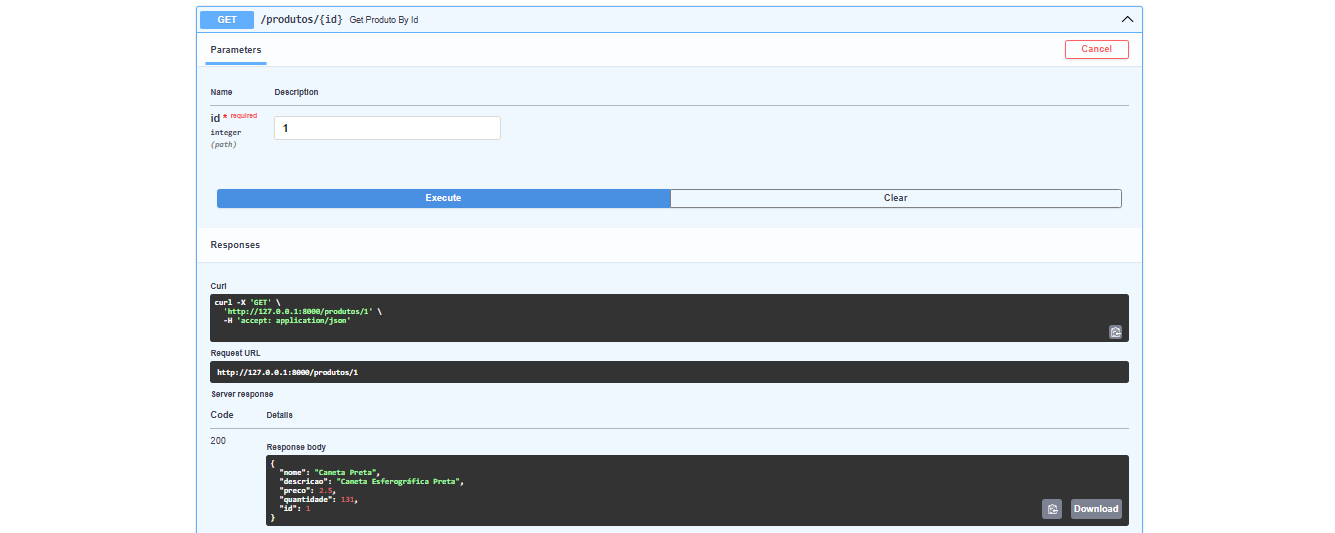 GET /produtos/{id} Get Produto By Id
Parameters Cancel
Name Description
id * required
integer
(path)
1
Execute Clear
Responses
Curl
curl -X 'GET' \
'http://127.0.0.1:8000/produtos/1' \
-H 'accept: application/json'
Request URL
http://127.0.0.1:8000/produtos/1
Server response
Code Details
200
Response body
{
"nome": "Caneta Preta",
"descricao": "Caneta Esferográfica Preta",
"preco": 2.5,
"quantidade": 131,
"id": 1
}
Download